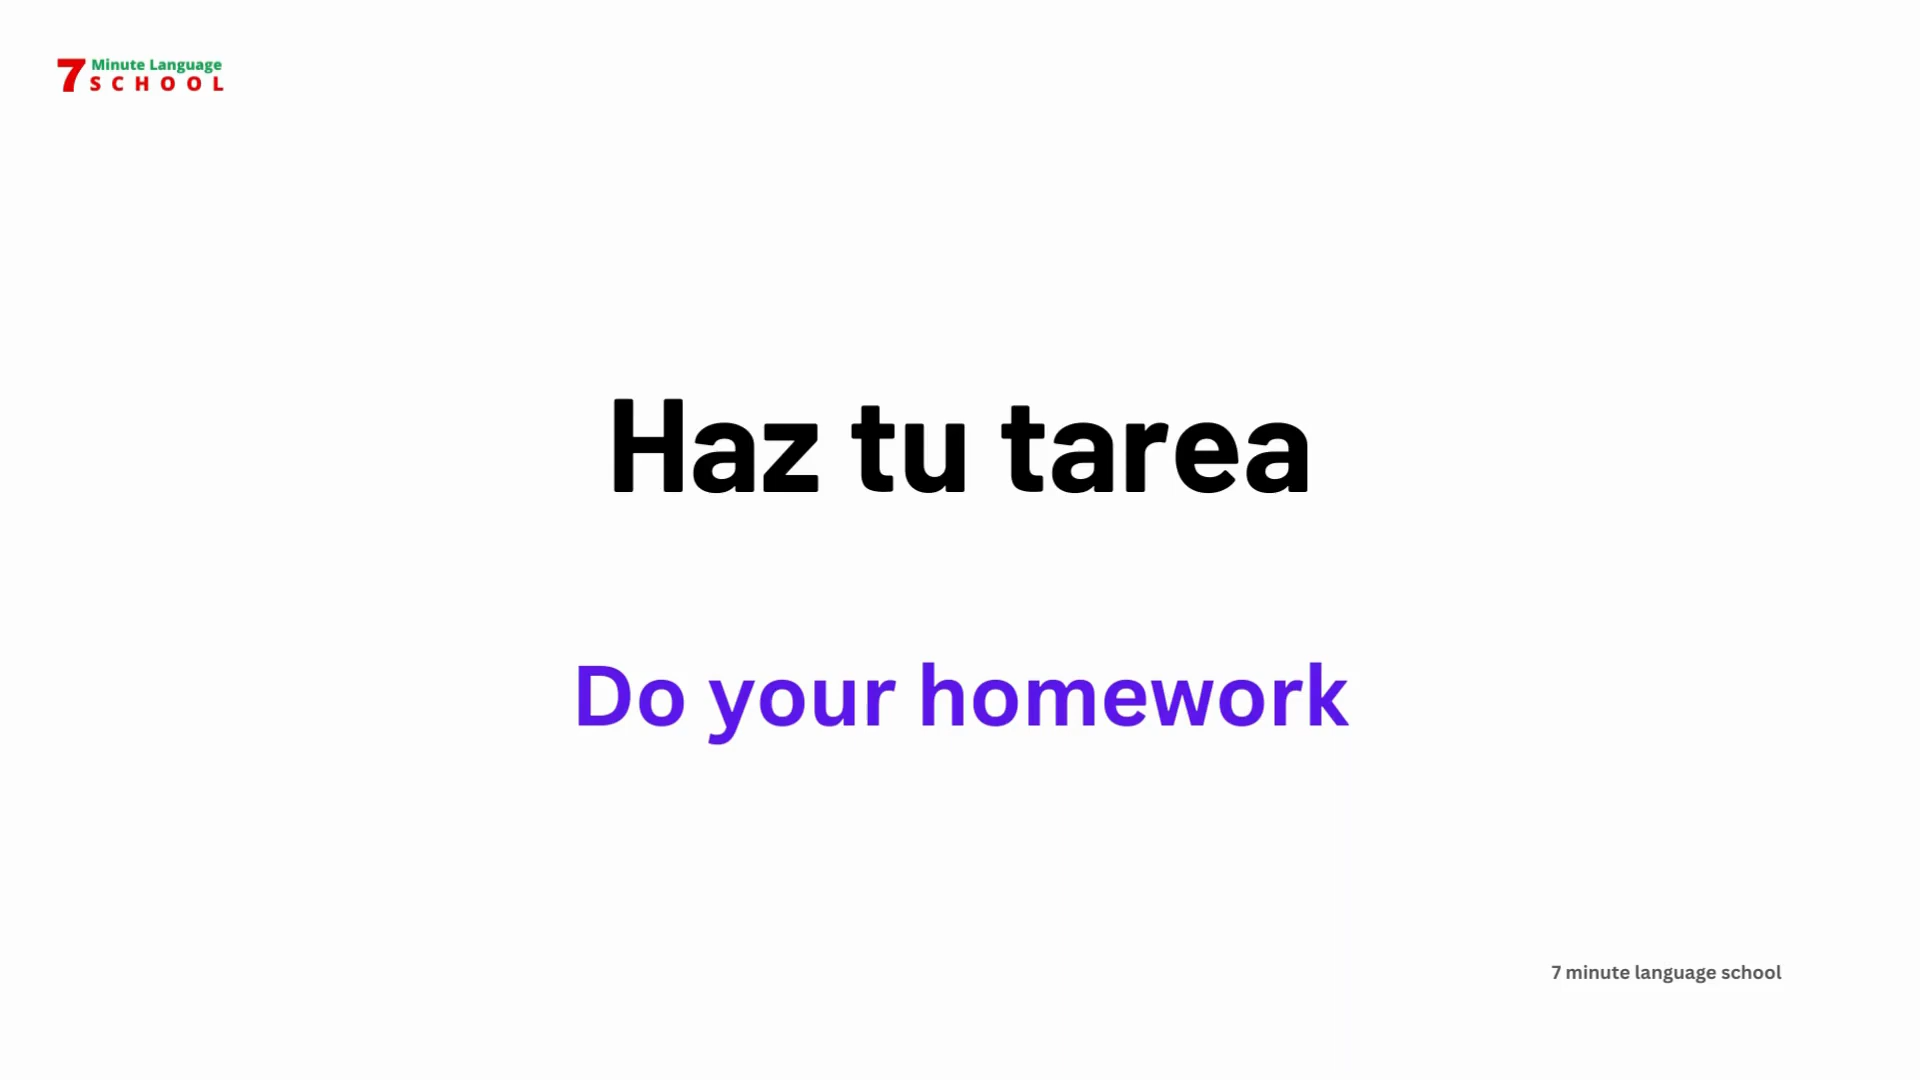 7 Minute Language
SCHOOL
Haz tu tarea
Do your homework
7 minute language school